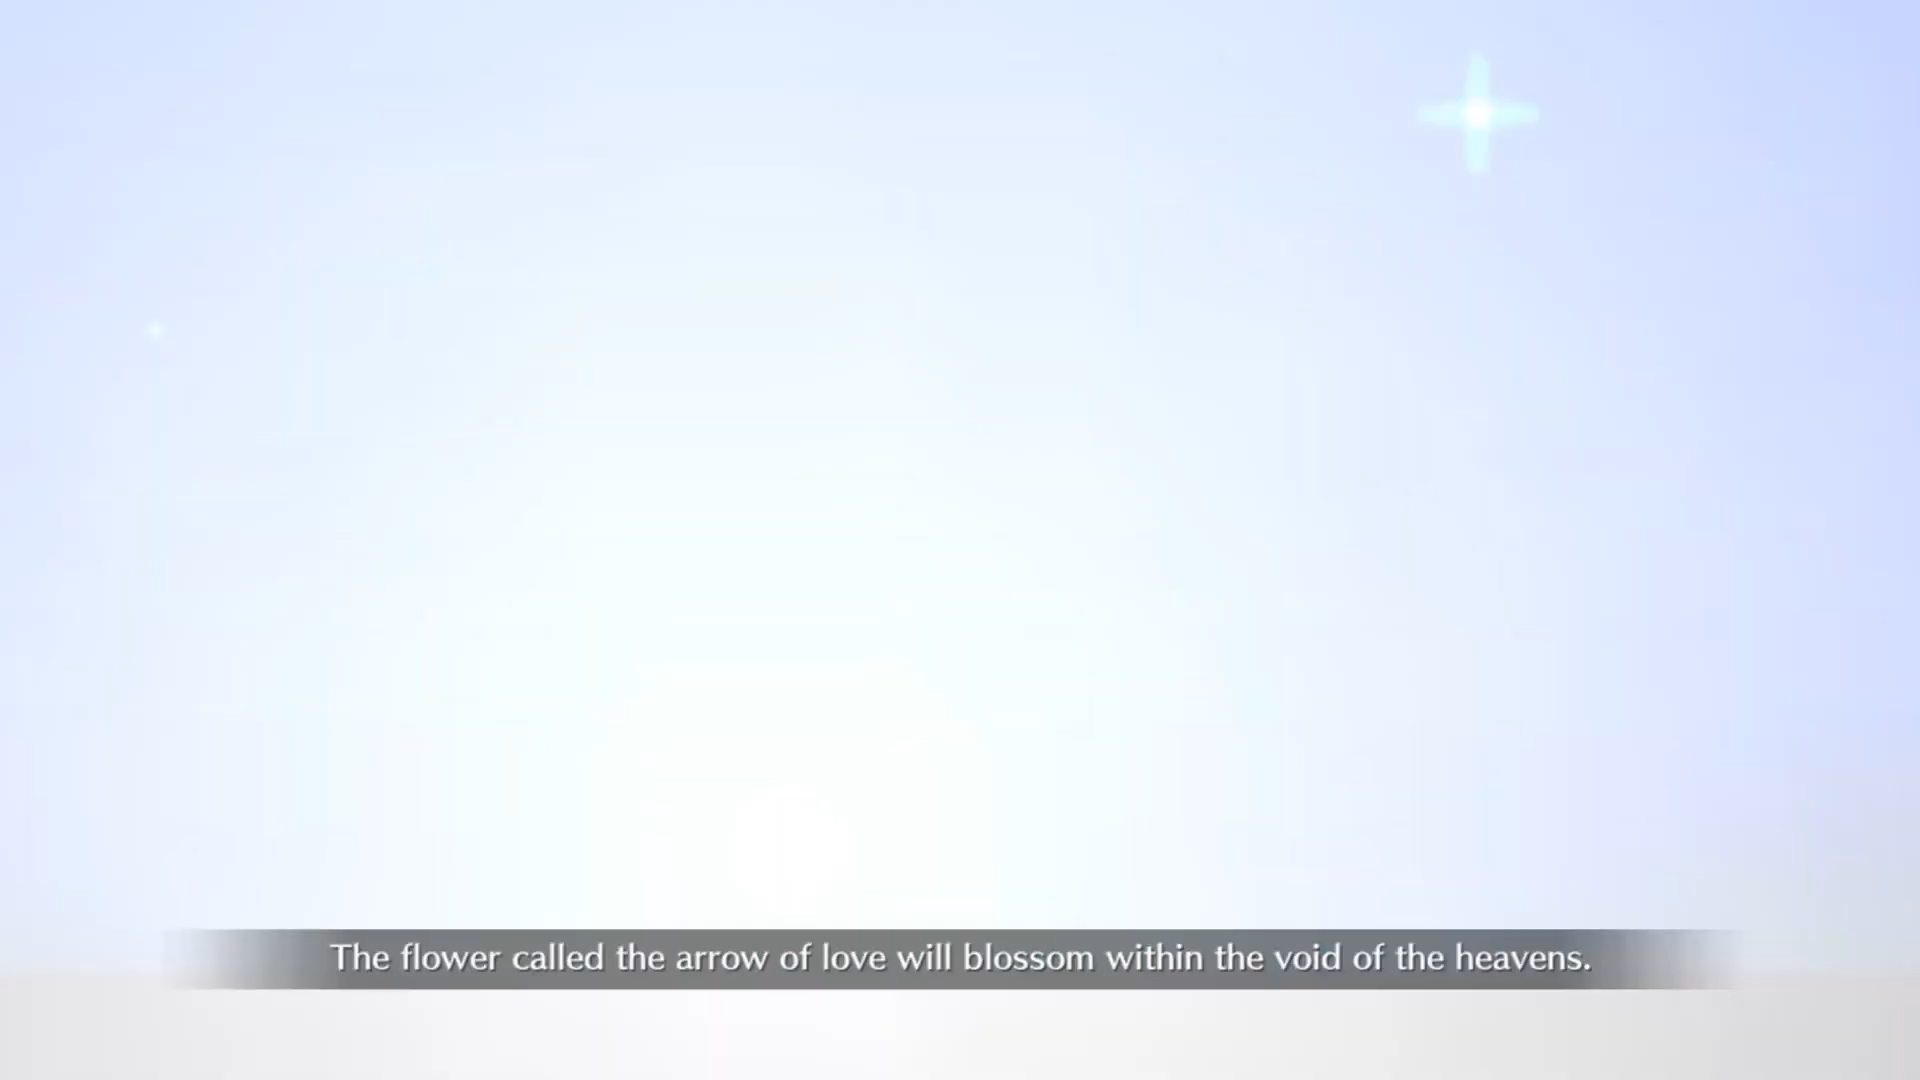 The flower called the arrow of love will blossom within the void of the heavens.